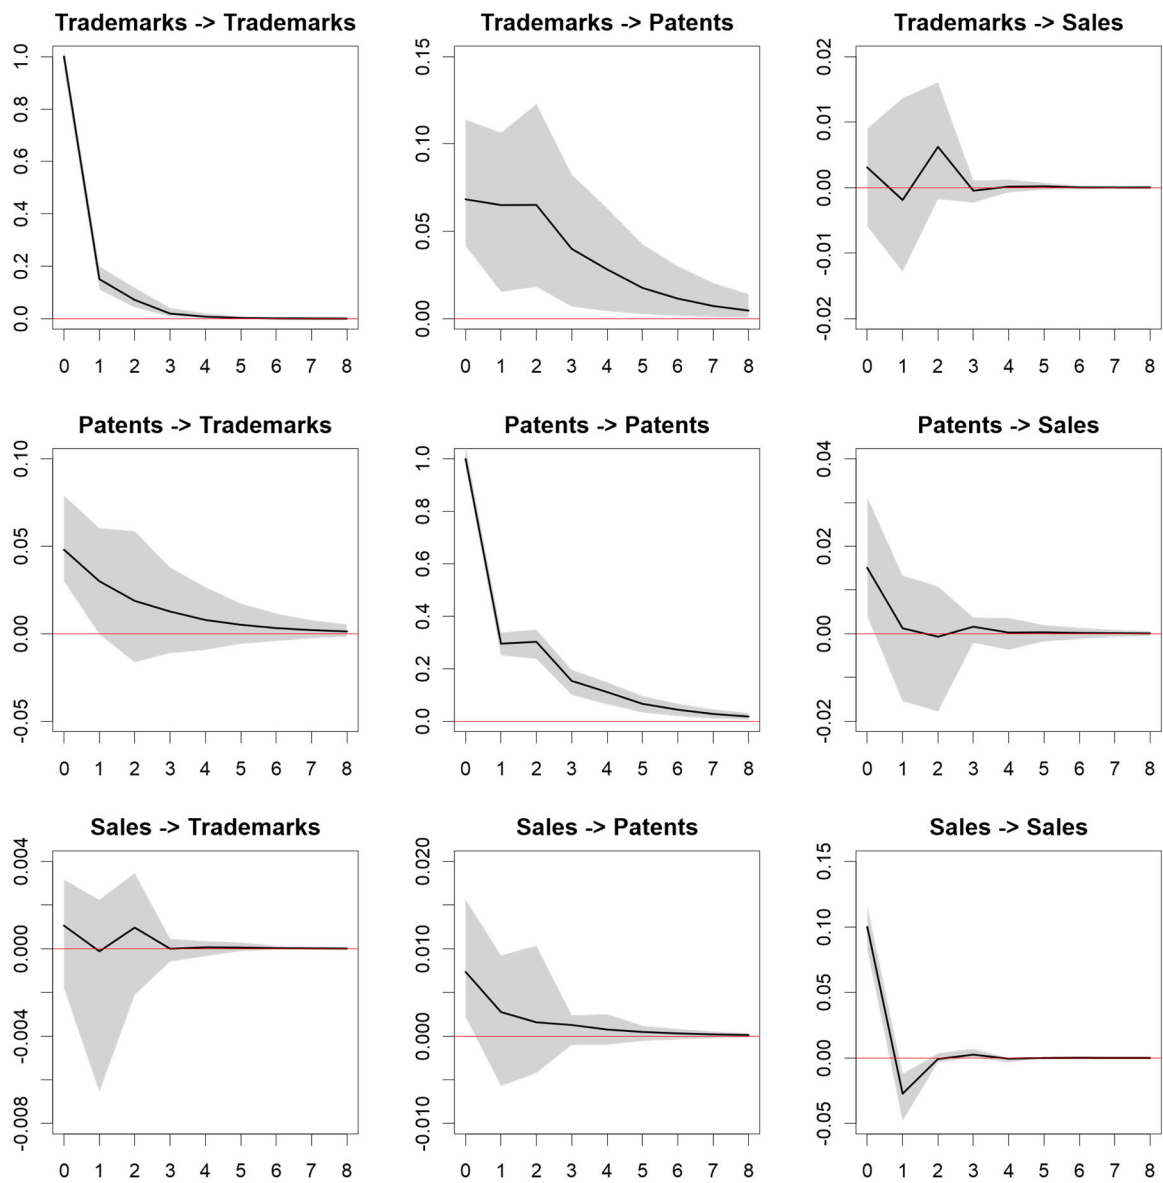 Trademarks -> Trademarks
1.0
0.8
0.6
0.4
0.2
0.0
0 1 2 3 4 5 6 7 8
Trademarks -> Patents
0.15
0.10
0.05
0.00
0 1 2 3 4 5 6 7 8
Trademarks -> Sales
0.02
0.01
0.00
-0.01
-0.02
0 1 2 3 4 5 6 7 8
Patents -> Trademarks
0.10
0.05
0.00
-0.05
0 1 2 3 4 5 6 7 8
Patents -> Patents
1.0
0.8
0.6
0.4
0.2
0.0
0 1 2 3 4 5 6 7 8
Patents -> Sales
0.04
0.02
0.00
-0.02
0 1 2 3 4 5 6 7 8
Sales -> Trademarks
0.004
0.000
-0.004
-0.008
0 1 2 3 4 5 6 7 8
Sales -> Patents
0.020
0.010
0.000
-0.010
0 1 2 3 4 5 6 7 8
Sales -> Sales
0.15
0.10
0.05
0.00
-0.05
0 1 2 3 4 5 6 7 8